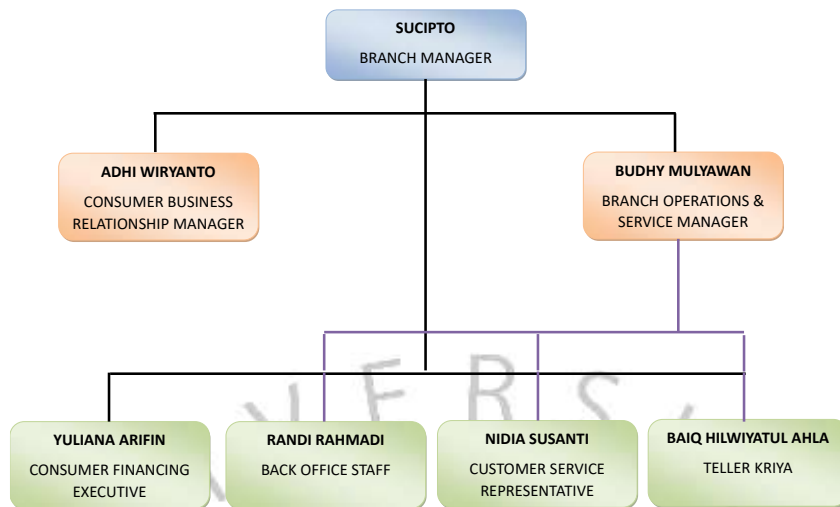 SUCIPTO
BRANCH MANAGER
ADHI WIRYANTO
CONSUMER BUSINESS
RELATIONSHIP MANAGER
BUDHY MULYAWAN
BRANCH OPERATIONS &
SERVICE MANAGER
YULIANA ARIFIN
CONSUMER FINANCING
EXECUTIVE
RANDI RAHMADI
BACK OFFICE STAFF
NIDIA SUSANTI
CUSTOMER SERVICE
REPRESENTATIVE
BAIQ HILWIYATUL AHLA
TELLER KRIYA